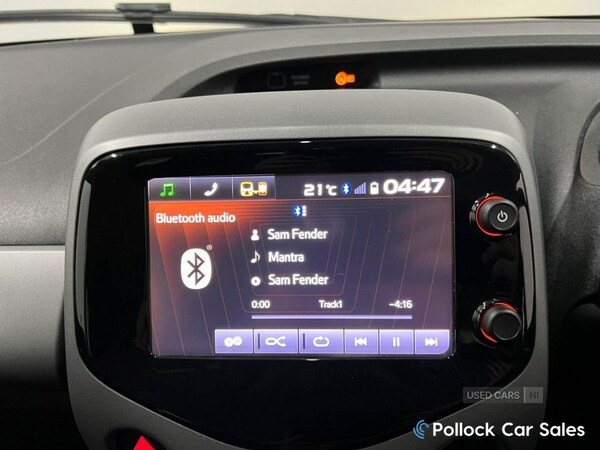 21°C 04:47
Bluetooth audio
Sam Fender
Mantra
Sam Fender
0:00 Track1 -4:16
USED CARS NI
Pollock Car Sales